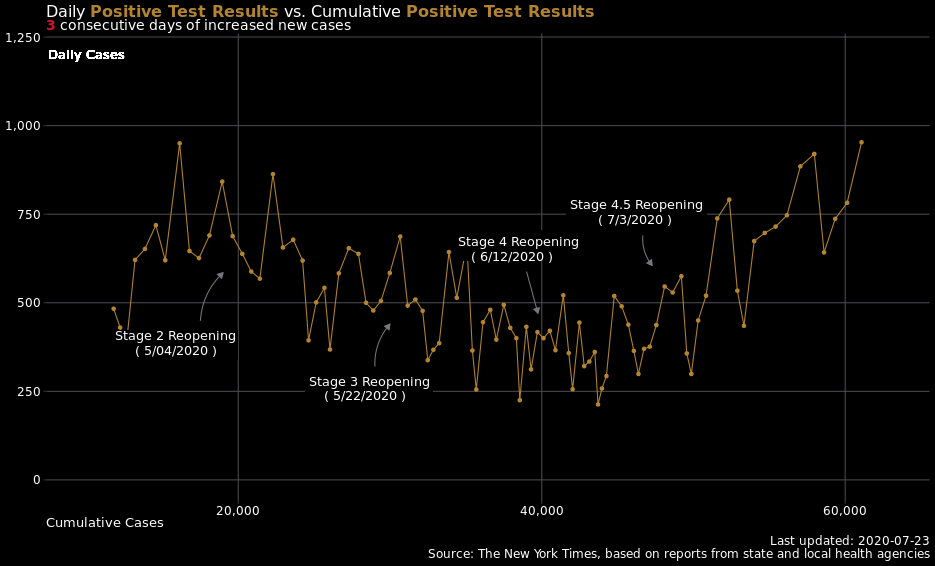 Daily Positive Test Results vs. Cumulative Positive Test Results
3 consecutive days of increased new cases
1,250
Daily Cases
1,000
750
Stage 4.5 Reopening
( 7/3/2020 )
Stage 4 Reopening
( 6/12/2020 )
500
Stage 2 Reopening
( 5/04/2020 )
Stage 3 Reopening
( 5/22/2020 )
250
0
20,000 40,000 60,000
Cumulative Cases
Last updated: 2020-07-23
Source: The New York Times, based on reports from state and local health agencies